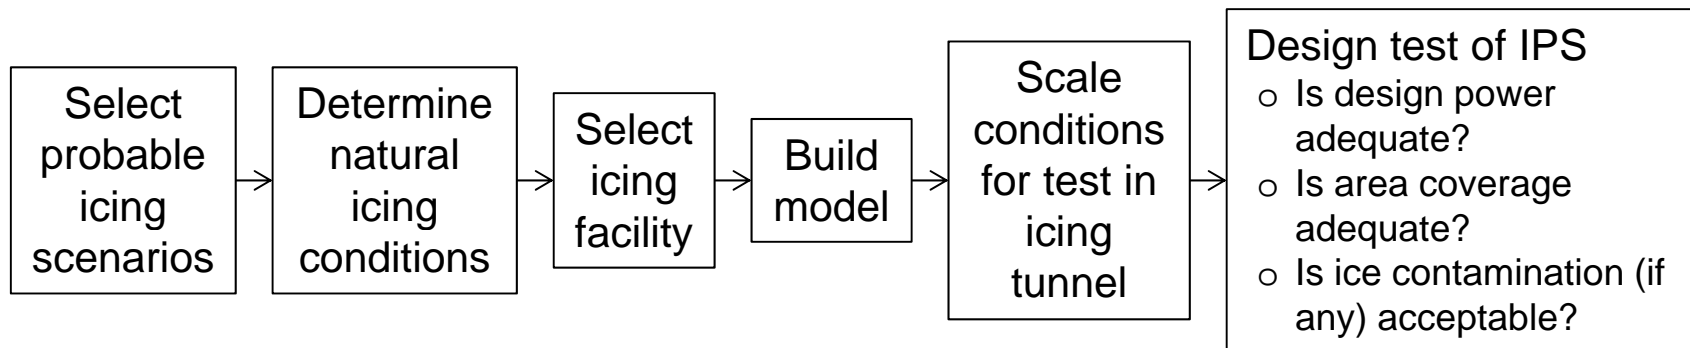 Select
probable
icing
scenarios
Determine
natural
icing
conditions
Select
icing
facility
Build
model
Scale
conditions
for test in
icing
tunnel
Design test of IPS
o Is design power
adequate?
o Is area coverage
adequate?
o Is ice contamination (if
any) acceptable?